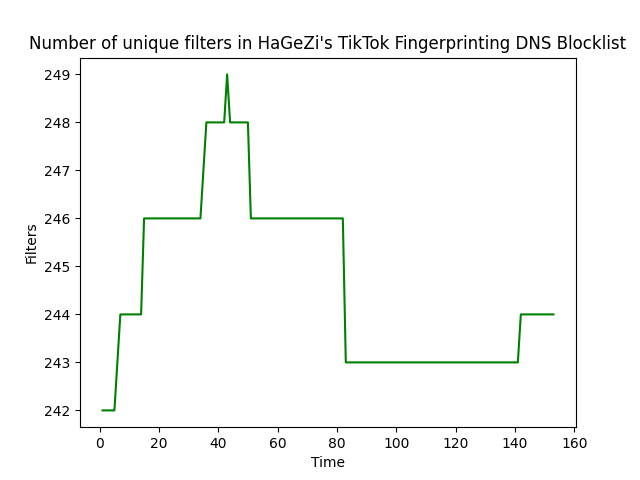 Number of unique filters in HaGeZi's TikTok Fingerprinting DNS Blocklist
249
248
247
246
245
244
243
242
Filters
0 20 40 60 80 100 120 140 160
Time